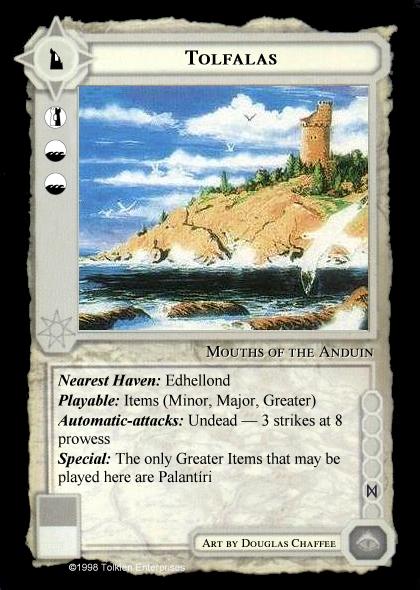 TOLFALAS
MOUTHS OF THE ANDUIN
Nearest Haven: Edhellond
Playable: Items (Minor, Major, Greater)
Automatic-attacks: Undead — 3 strikes at 8
prowess
Special: The only Greater Items that may be
played here are Palantíri
ART BY DOUGLAS CHAFFEE
©1998 Tolkien Enterprises